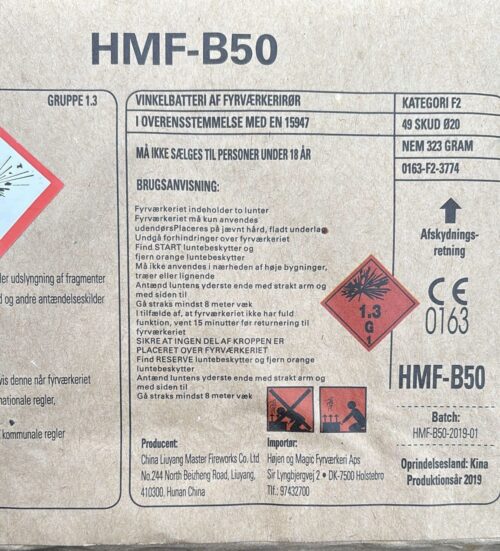 HMF-B50
GRUPPE 1.3
VINKELBATTERI AF FYRVÆRKERIRØR
I OVERENSSTEMMELSE MED EN 15947
MÅ IKKE SÆLGES TIL PERSONER UNDER 18 ÅR
BRUGSANVISNING:
Fyrværkeriet indeholder to lunter
Fyrværkeriet må kun anvendes
udendørsPlaceres på jævnt hård, fladt underlag
Undgå forhindringer over fyrværkeriet
Find START luntebeskytter og
fjern orange luntebeskytter
Må ikke anvendes i nærheden af høje bygninger,
træer eller lignende
Antænd luntens yderste ende med strakt arm og
med siden til
Gå straks mindst 8 meter væk
I tilfælde af, at fyrværkeriet ikke har fuld
funktion, vent 15 minutter før returnering til
fyrværkeriet
SIKRE AT INGEN DEL AF KROPPEN ER
PLACERET OVER FYRVÆRKERIET
Find RESERVE luntebeskytter og fjern orange
luntebeskytter
Antænd luntens yderste ende med strakt arm og
med siden til
Gå straks mindst 8 meter væk
1.3
G
1
Producent:
China Liuyang Master Fireworks Co. Ltd
No.244 North Beizheng Road, Liuyang,
410300, Hunan China
Importør:
Højen og Magic Fyrværkeri Aps
Sir Lyngbjergvej 2 • DK-7500 Holstebro
Tlf.: 97432700
KATEGORI F2
49 SKUD Ø20
NEM 323 GRAM
0163-F2-3774
Afskydnings-
retning
CE
0163
HMF-B50
Batch:
HMF-B50-2019-01
Oprindelsesland: Kina
Produktionsår 2019
udslyngning af fragmenter
og andre antændelseskilder
denne når fyrværkeriet
nationale regler,
kommunale regler